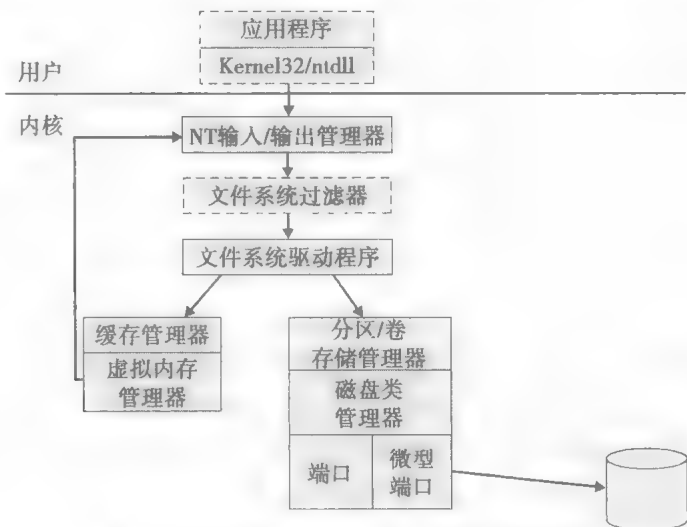 应用程序
Kernel32/ntdll
用户
内核
NT输入/输出管理器
文件系统过滤器
文件系统驱动程序
缓存管理器
虚拟内存
管理器
分区/卷
存储管理器
磁盘类
管理器
端口
微型
端口